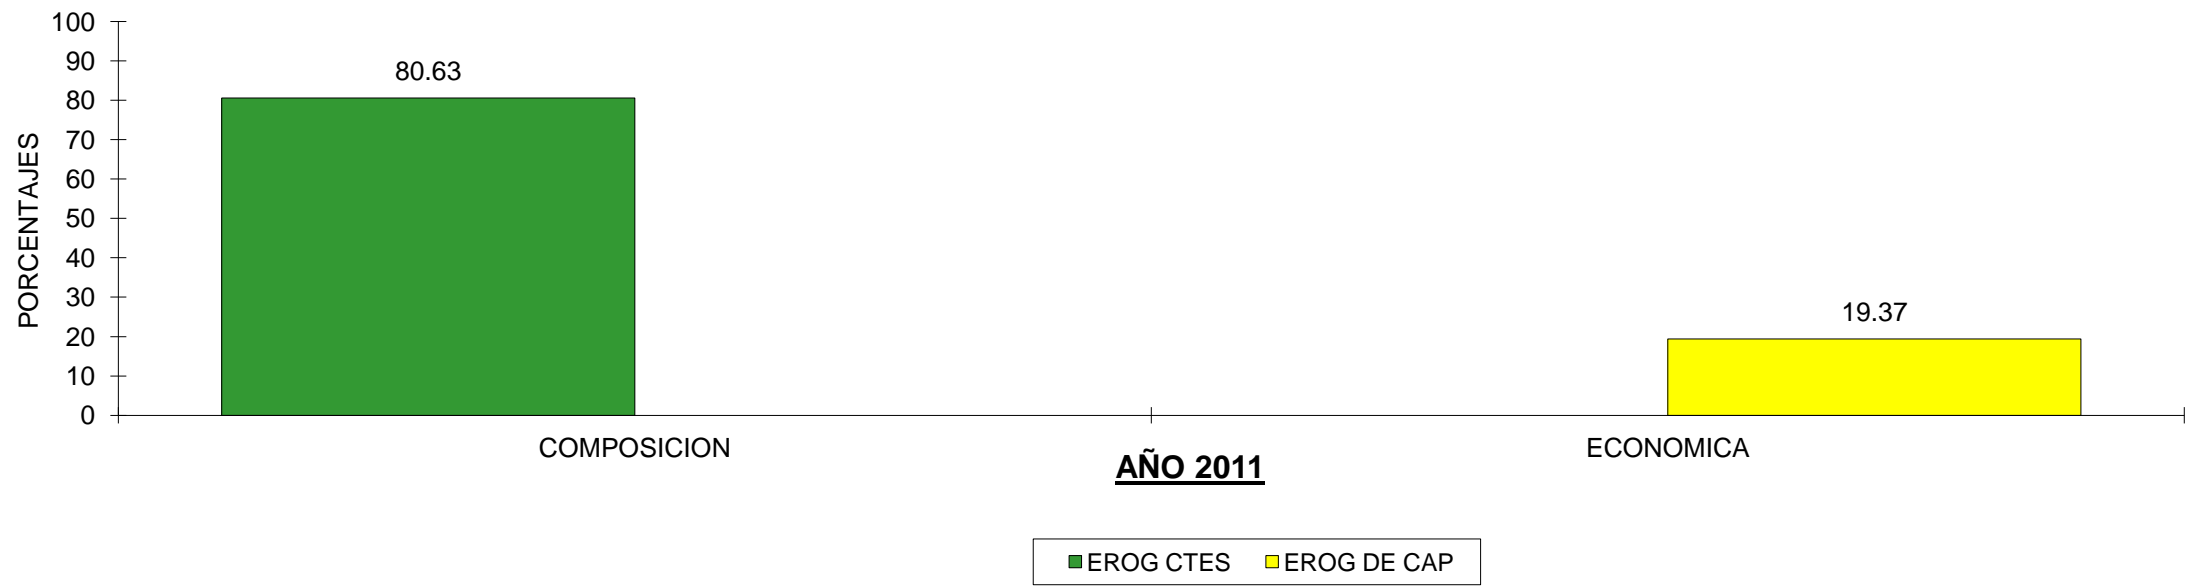 100
90
80
70
60
50
40
30
20
10
0
PORCENTAJES
80.63
19.37
COMPOSICION
ECONOMICA
AÑO 2011
EROG CTES
EROG DE CAP